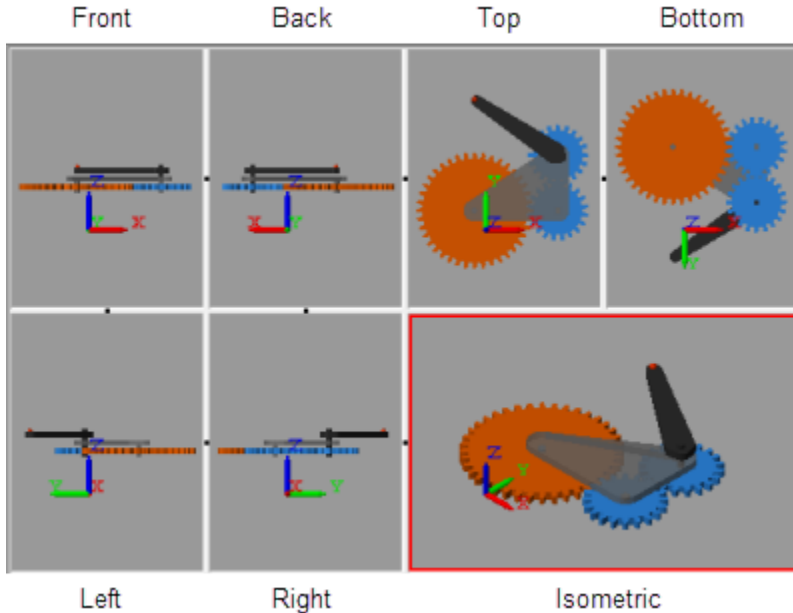 Front Back Top Bottom
Z Z
Y Y
Y X X Y Z X X
Z Y
Z Z
Z Y
Y X X Y X
Left Right Isometric